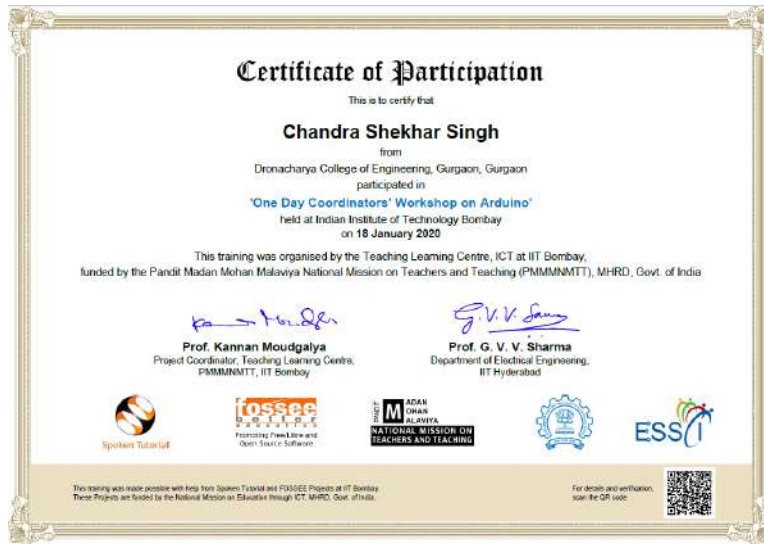 Certificate of Participation
This is to certify that
Chandra Shekhar Singh
from
Dronacharya College of Engineering, Gurgaon, Gurgaon
participated in
'One Day Coordinators' Workshop on Arduino'
held at Indian Institute of Technology Bombay
on 18 January 2020
This training was organised by the Teaching Learning Centre, ICT at IIT Bombay,
funded by the Pandit Madan Mohan Malaviya National Mission on Teachers and Teaching (PMMMNMTT), MHRD, Govt. of India
G.V.V. Sharma
Prof. Kannan Moudgalya
Project Coordinator, Teaching Learning Centre,
PMMMNMTT, IIT Bombay
Prof. G. V. V. Sharma
Department of Electrical Engineering,
IIT Hyderabad
Spoken Tutorial
fossee
Promoting Free/Libre and
Open Source Software
MADAN
MOHAN
MALAVIYA
NATIONAL MISSION ON
TEACHERS AND TEACHING
ESSCI
This training was made possible with help from Spoken Tutorial and FOSSEE Projects at IIT Bombay
These Projects are funded by the National Mission on Education through ICT, MHRD, Govt. of India.
For details and verification,
scan the QR code